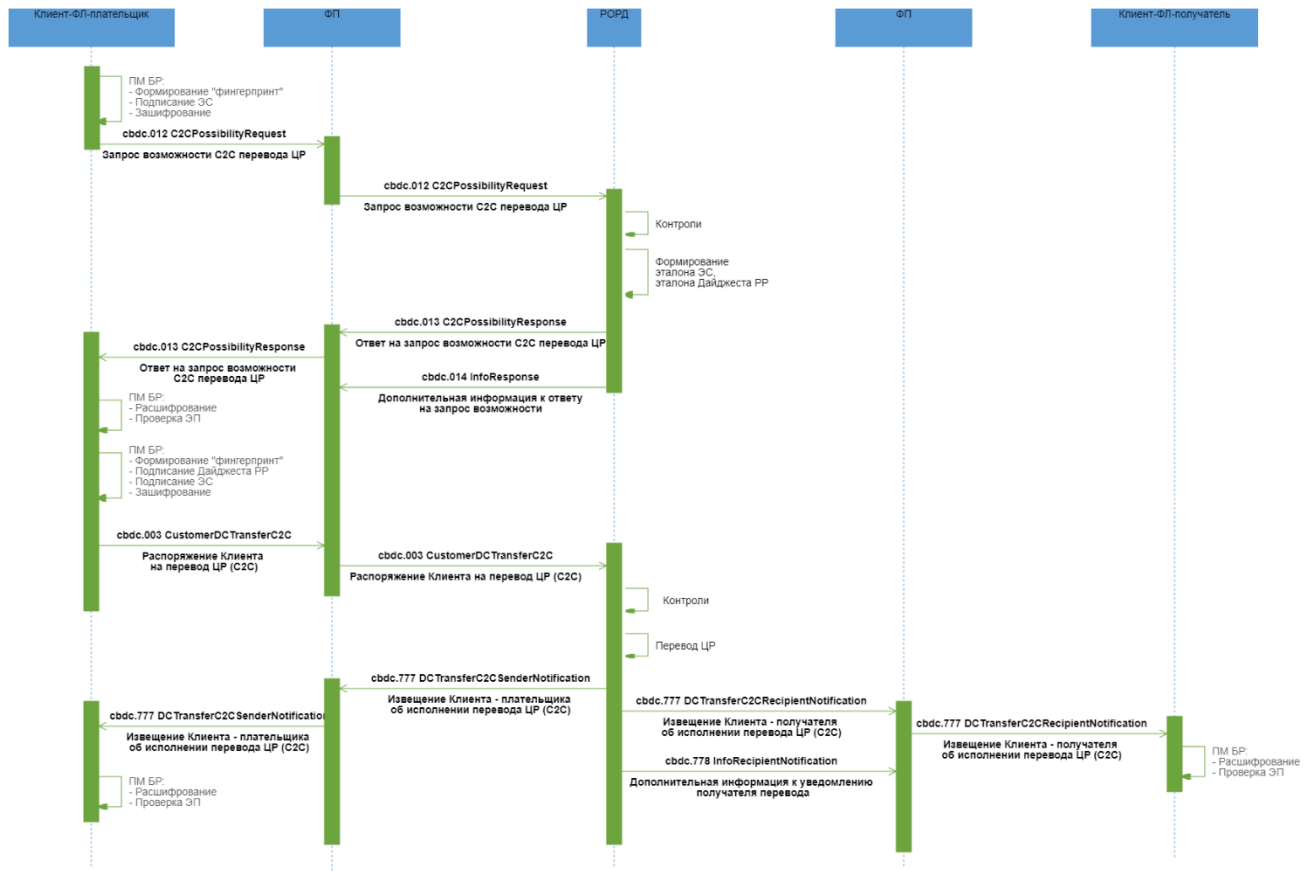 Клиент-ФЛ-плательщик
ФП
РОРД
ФП
Клиент-ФЛ-получатель
ПМ БР:
- Формирование "фингерпринт"
- Подписание ЭС
- Зашифрование
cbdc.012 C2CPossibilityRequest
Запрос возможности C2C перевода ЦР
cbdc.012 C2CPossibilityRequest
Запрос возможности C2C перевода ЦР
Контроли
Формирование
эталона ЭС,
эталона Дайджеста РР
cbdc.013 C2CPossibilityResponse
Ответ на запрос возможности C2C перевода ЦР
cbdc.013 C2CPossibilityResponse
Ответ на запрос возможности
C2C перевода ЦР
cbdc.014 InfoResponse
Дополнительная информация к ответу
на запрос возможности
ПМ БР:
- Расшифрование
- Проверка ЭП
ПМ БР:
- Формирование "фингерпринт"
- Подписание Дайджеста РР
- Подписание ЭС
- Зашифрование
cbdc.003 CustomerDCTransferC2C
Распоряжение Клиента
на перевод ЦР (C2C)
cbdc.003 CustomerDCTransferC2C
Распоряжение Клиента на перевод ЦР (C2C)
Контроли
Перевод ЦР
cbdc.777 DCTransferC2CSenderNotification
Извещение Клиента - плательщика
об исполнении перевода ЦР (C2C)
cbdc.777 DCTransferC2CRecipientNotification
Извещение Клиента - получателя
об исполнении перевода ЦР (C2C)
cbdc.777 DCTransferC2CSenderNotification
Извещение Клиента - плательщика
об исполнении перевода ЦР (C2C)
cbdc.777 DCTransferC2CRecipientNotification
Извещение Клиента - получателя
об исполнении перевода ЦР (C2C)
ПМ БР:
- Расшифрование
- Проверка ЭП
cbdc.778 InfoRecipientNotification
Дополнительная информация к уведомлению
получателя перевода
ПМ БР:
- Расшифрование
- Проверка ЭП